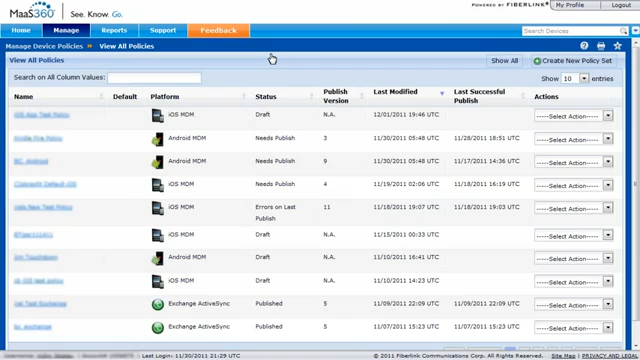 MaaS360 See. Know. Go. POWERED BY FIBERLINK My Profile Logout
Home Manage Reports Support Feedback Search Devices
Manage Device Policies View All Policies
View All Policies Show All Create New Policy Set
Search on All Column Values: Show 10 entries
Name Default Platform Status Publish Version Last Modified Last Successful Publish Actions
iOS MDM Draft N.A. 12/01/2011 19:46 UTC -----Select Action-----
Android MDM Needs Publish 3 11/30/2011 05:48 UTC 11/28/2011 18:51 UTC -----Select Action-----
Android MDM Needs Publish 9 11/30/2011 05:48 UTC 11/17/2011 14:36 UTC -----Select Action-----
iOS MDM Needs Publish 4 11/19/2011 02:06 UTC 11/18/2011 16:19 UTC -----Select Action-----
iOS MDM Errors on Last Publish 11 11/18/2011 19:07 UTC 11/18/2011 19:03 UTC -----Select Action-----
iOS MDM Draft N.A. 11/15/2011 00:33 UTC -----Select Action-----
Android MDM Draft N.A. 11/10/2011 16:41 UTC -----Select Action-----
iOS MDM Draft N.A. 11/10/2011 14:23 UTC -----Select Action-----
Exchange ActiveSync Published 5 11/09/2011 22:09 UTC 11/09/2011 22:09 UTC -----Select Action-----
Exchange ActiveSync Published 5 11/07/2011 15:23 UTC 11/07/2011 15:23 UTC -----Select Action-----
Last Login: 11/30/2011 21:29 UTC © 2011 Fiberlink Communications Corp. All Rights Reserved. Site Map | PRIVACY AND LEGAL